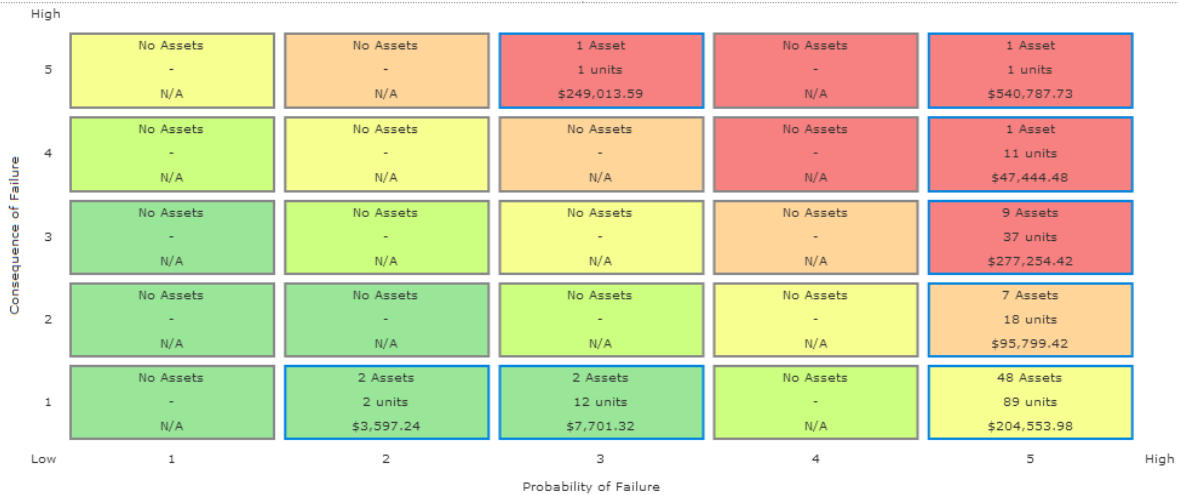 High
5
No Assets
-
N/A
No Assets
-
N/A
1 Asset
1 units
$249,013.59
No Assets
-
N/A
1 Asset
1 units
$540,787.73
4
No Assets
-
N/A
No Assets
-
N/A
No Assets
-
N/A
No Assets
-
N/A
1 Asset
11 units
$47,444.48
Consequence of Failure
3
No Assets
-
N/A
No Assets
-
N/A
No Assets
-
N/A
No Assets
-
N/A
9 Assets
37 units
$277,254.42
2
No Assets
-
N/A
No Assets
-
N/A
No Assets
-
N/A
No Assets
-
N/A
7 Assets
18 units
$95,799.42
1
No Assets
-
N/A
2 Assets
2 units
$3,597.24
2 Assets
12 units
$7,701.32
No Assets
-
N/A
48 Assets
89 units
$204,553.98
Low
1
2
3
4
5
High
Probability of Failure